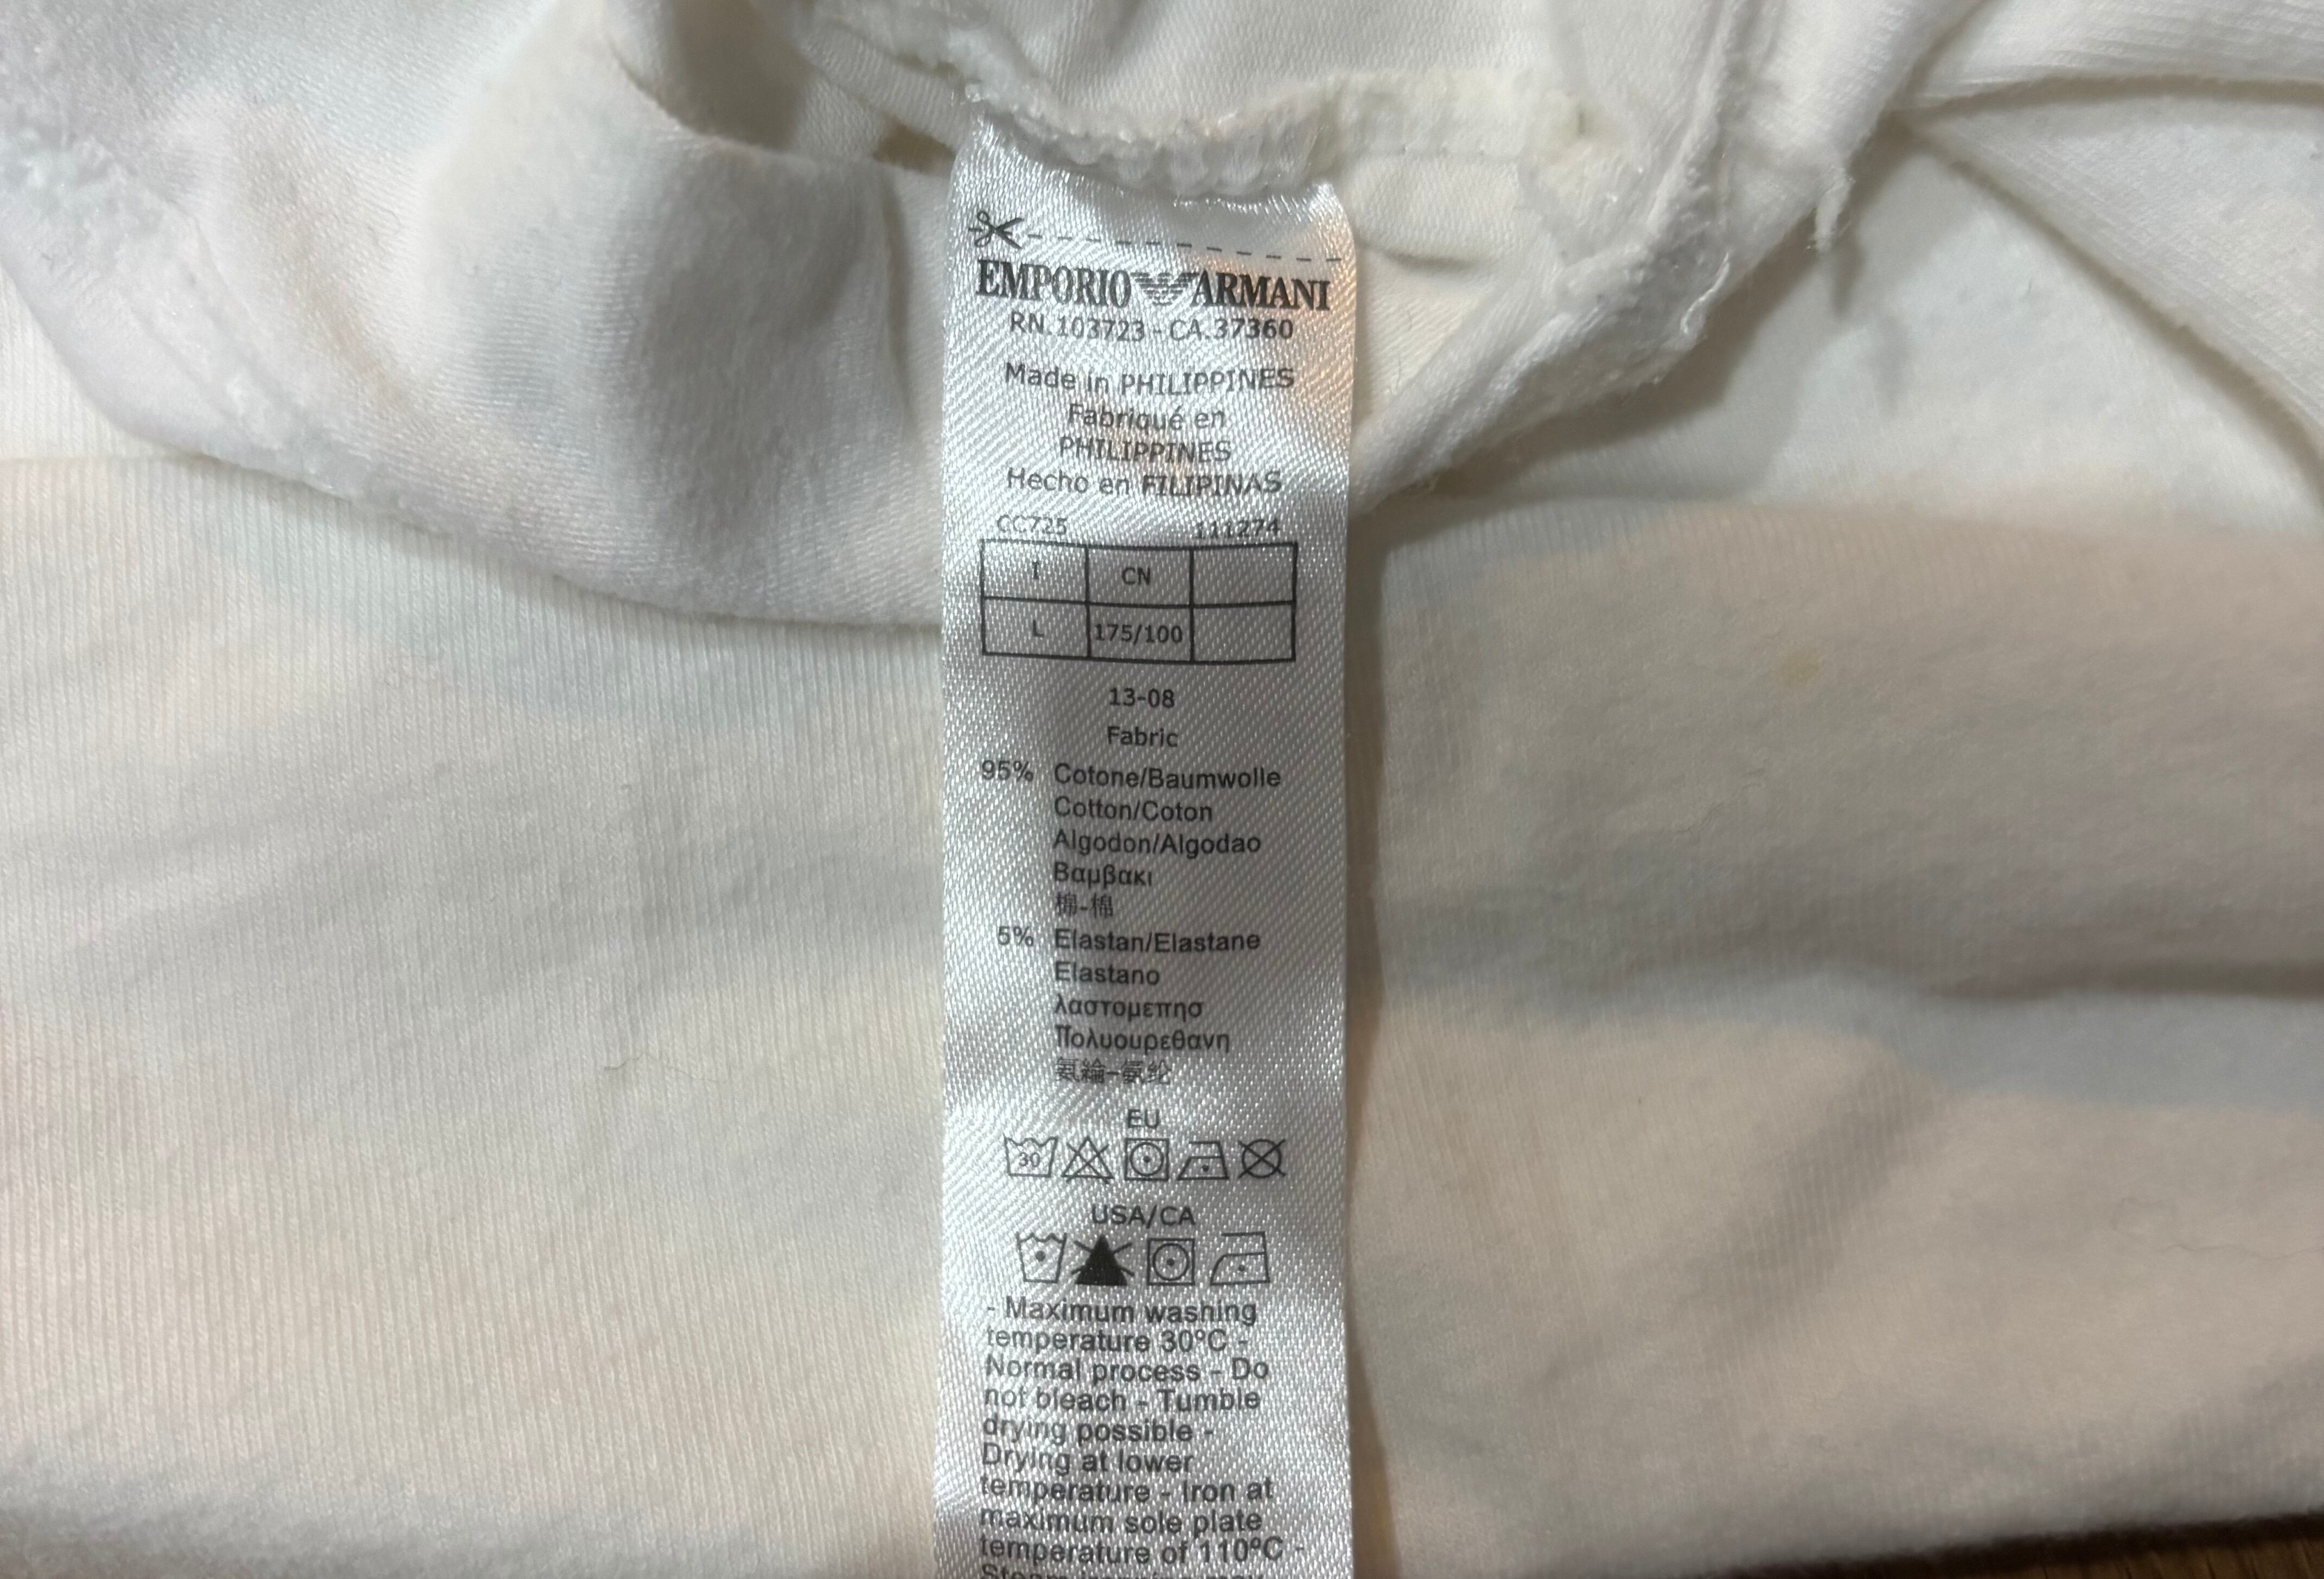 EMPORIO ARMANI
RN.103723 - CA.37360
Made in PHILIPPINES
Fabriqué en
PHILIPPINES
Hecho en FILIPINAS
CC725 111274
I CN
L 175/100
13-08
Fabric
95% Cotone/Baumwolle
Cotton/Coton
Algodon/Algodao
Βαμβακι
棉-棉
5% Elastan/Elastane
Elastano
λαστομεπησ
Πολυουρεθανη
氨綸-氨纶
EU
30
USA/CA
- Maximum washing
temperature 30°C -
Normal process - Do
not bleach - Tumble
drying possible -
Drying at lower
temperature - Iron at
maximum sole plate
temperature of 110°C -